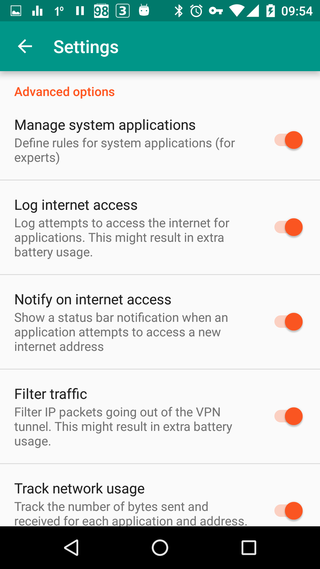 1° 98 3 09:54
Settings
Advanced options
Manage system applications
Define rules for system applications (for
experts)
Log internet access
Log attempts to access the internet for
applications. This might result in extra
battery usage.
Notify on internet access
Show a status bar notification when an
application attempts to access a new
internet address
Filter traffic
Filter IP packets going out of the VPN
tunnel. This might result in extra battery
usage.
Track network usage
Track the number of bytes sent and
received for each application and address.